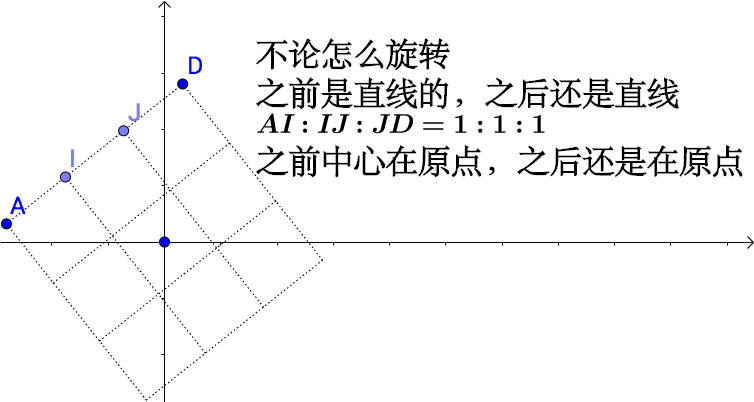 D
不论怎么旋转
之前是直线的，之后还是直线
J
AI : IJ : JD = 1 : 1 : 1
I
之前中心在原点，之后还是在原点
A